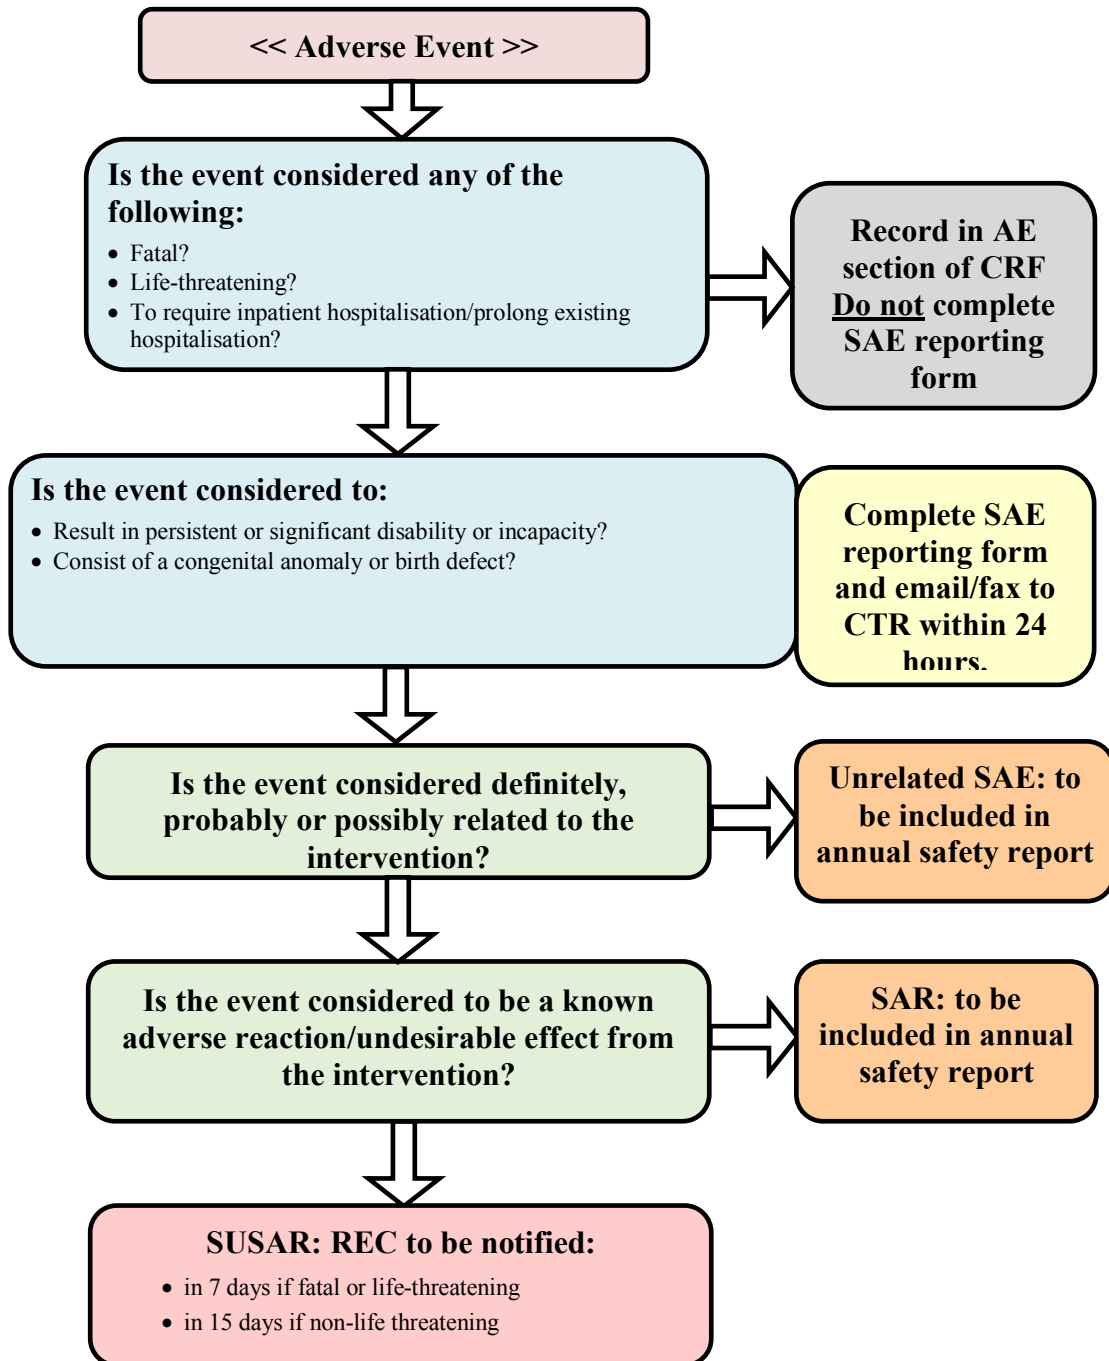 << Adverse Event >>
Is the event considered any of the
following:
• Fatal?
• Life-threatening?
• To require inpatient hospitalisation/prolong existing
hospitalisation?
Record in AE
section of CRF
Do not complete
SAE reporting
form
Is the event considered to:
• Result in persistent or significant disability or incapacity?
• Consist of a congenital anomaly or birth defect?
Complete SAE
reporting form
and email/fax to
CTR within 24
hours.
Is the event considered definitely,
probably or possibly related to the
intervention?
Unrelated SAE: to
be included in
annual safety report
Is the event considered to be a known
adverse reaction/undesirable effect from
the intervention?
SAR: to be
included in annual
safety report
SUSAR: REC to be notified:
• in 7 days if fatal or life-threatening
• in 15 days if non-life threatening